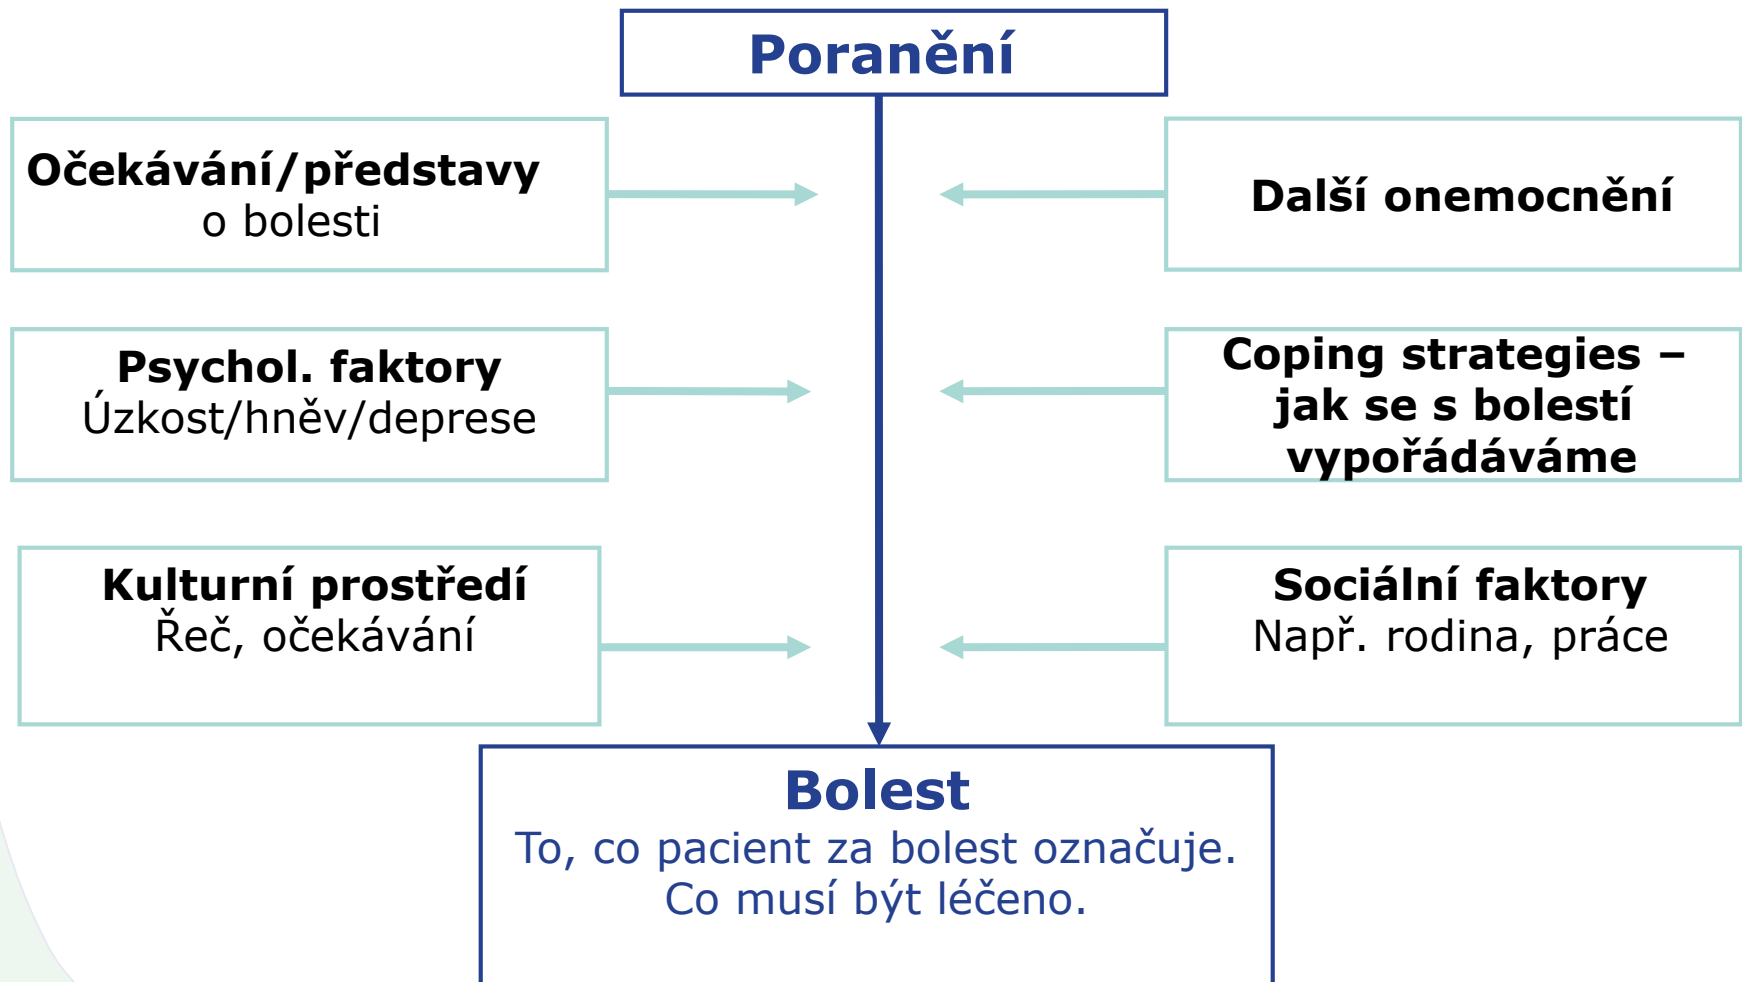 Poranění
Očekávání/představy
o bolesti
Další onemocnění
Psychol. faktory
Úzkost/hněv/deprese
Coping strategies –
jak se s bolestí
vypořádáváme
Kulturní prostředí
Řeč, očekávání
Sociální faktory
Např. rodina, práce
Bolest
To, co pacient za bolest označuje.
Co musí být léčeno.